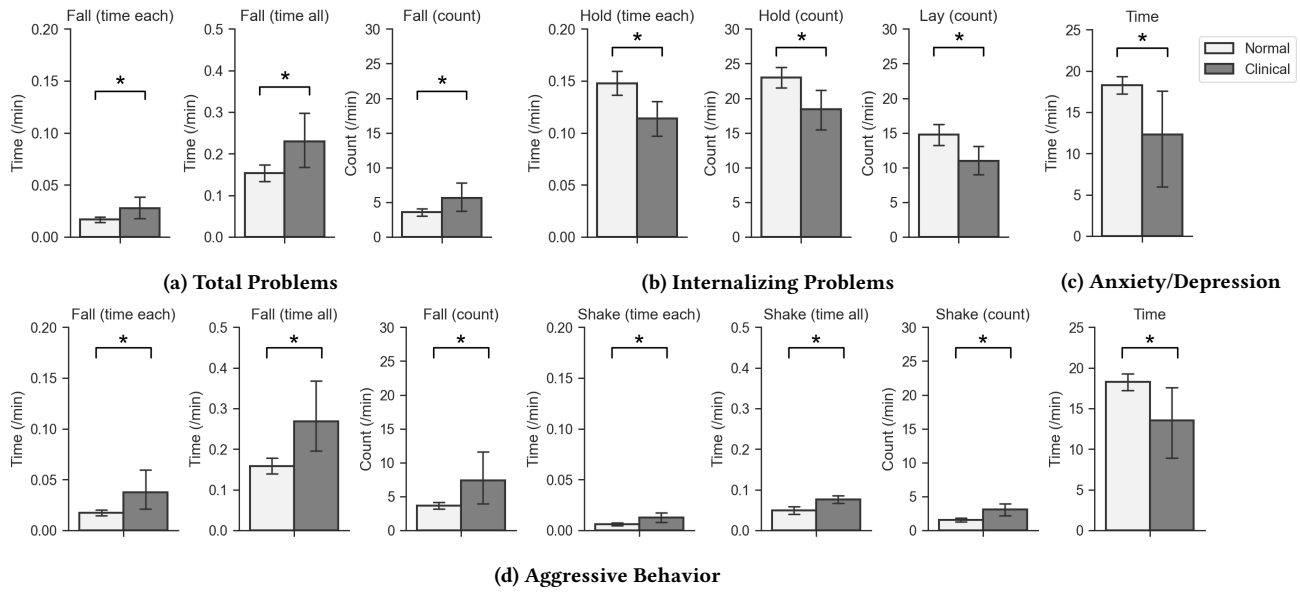 Fall (time each)
0.20
0.15
0.10
0.05
0.00
Time (/min)
*
Fall (time all)
0.5
0.4
0.3
0.2
0.1
0.0
Time (/min)
*
Fall (count)
30
25
20
15
10
5
0
Count (/min)
*
Hold (time each)
0.20
0.15
0.10
0.05
0.00
Time (/min)
*
Hold (count)
30
25
20
15
10
5
0
Count (/min)
*
Lay (count)
30
25
20
15
10
5
0
Count (/min)
*
Time
25
20
15
10
5
0
Time (/min)
*
Normal
Clinical
(a) Total Problems
(b) Internalizing Problems
(c) Anxiety/Depression
Fall (time each)
0.20
0.15
0.10
0.05
0.00
Time (/min)
*
Fall (time all)
0.5
0.4
0.3
0.2
0.1
0.0
Time (/min)
*
Fall (count)
30
25
20
15
10
5
0
Count (/min)
*
Shake (time each)
0.20
0.15
0.10
0.05
0.00
Time (/min)
*
Shake (time all)
0.5
0.4
0.3
0.2
0.1
0.0
Time (/min)
*
Shake (count)
30
25
20
15
10
5
0
Count (/min)
*
Time
25
20
15
10
5
0
Time (/min)
*
(d) Aggressive Behavior